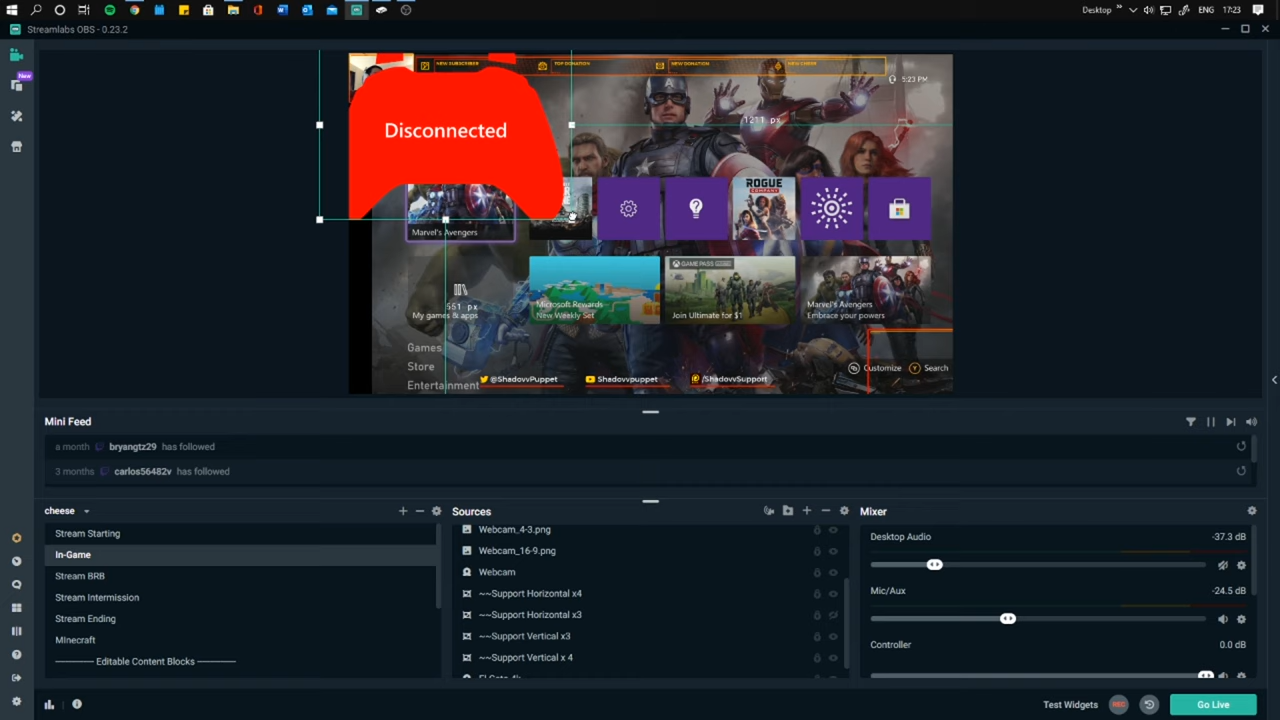 Desktop
ENG
17:23
Streamlabs OBS - 0.23.2
New
NEW SUBSCRIBER
TOP DONATION
NEW DONATION
NEW CHEER
5:23 PM
1211 px
Disconnected
ROGUE
COMPANY
Marvel's Avengers
GAME PASS
551 px
My games & apps
Microsoft Rewards
New Weekly Set
Join Ultimate for $1
Marvel's Avengers
Embrace your powers
Games
Store
Entertainment
Customize
Y
Search
@ShadovvPuppet
Shadovvpuppet
/ShadovvSupport
Mini Feed
a month bryangtz29 has followed
3 months carlos56482v has followed
cheese
Stream Starting
In-Game
Stream BRB
Stream Intermission
Stream Ending
MInecraft
———— Editable Content Blocks ————
Sources
Webcam_4-3.png
Webcam_16-9.png
Webcam
~~Support Horizontal x4
~~Support Horizontal x3
~~Support Vertical x3
~~Support Vertical x 4
Mixer
Desktop Audio -37.3 dB
Mic/Aux -24.5 dB
Controller 0.0 dB
Test Widgets
REC
Go Live